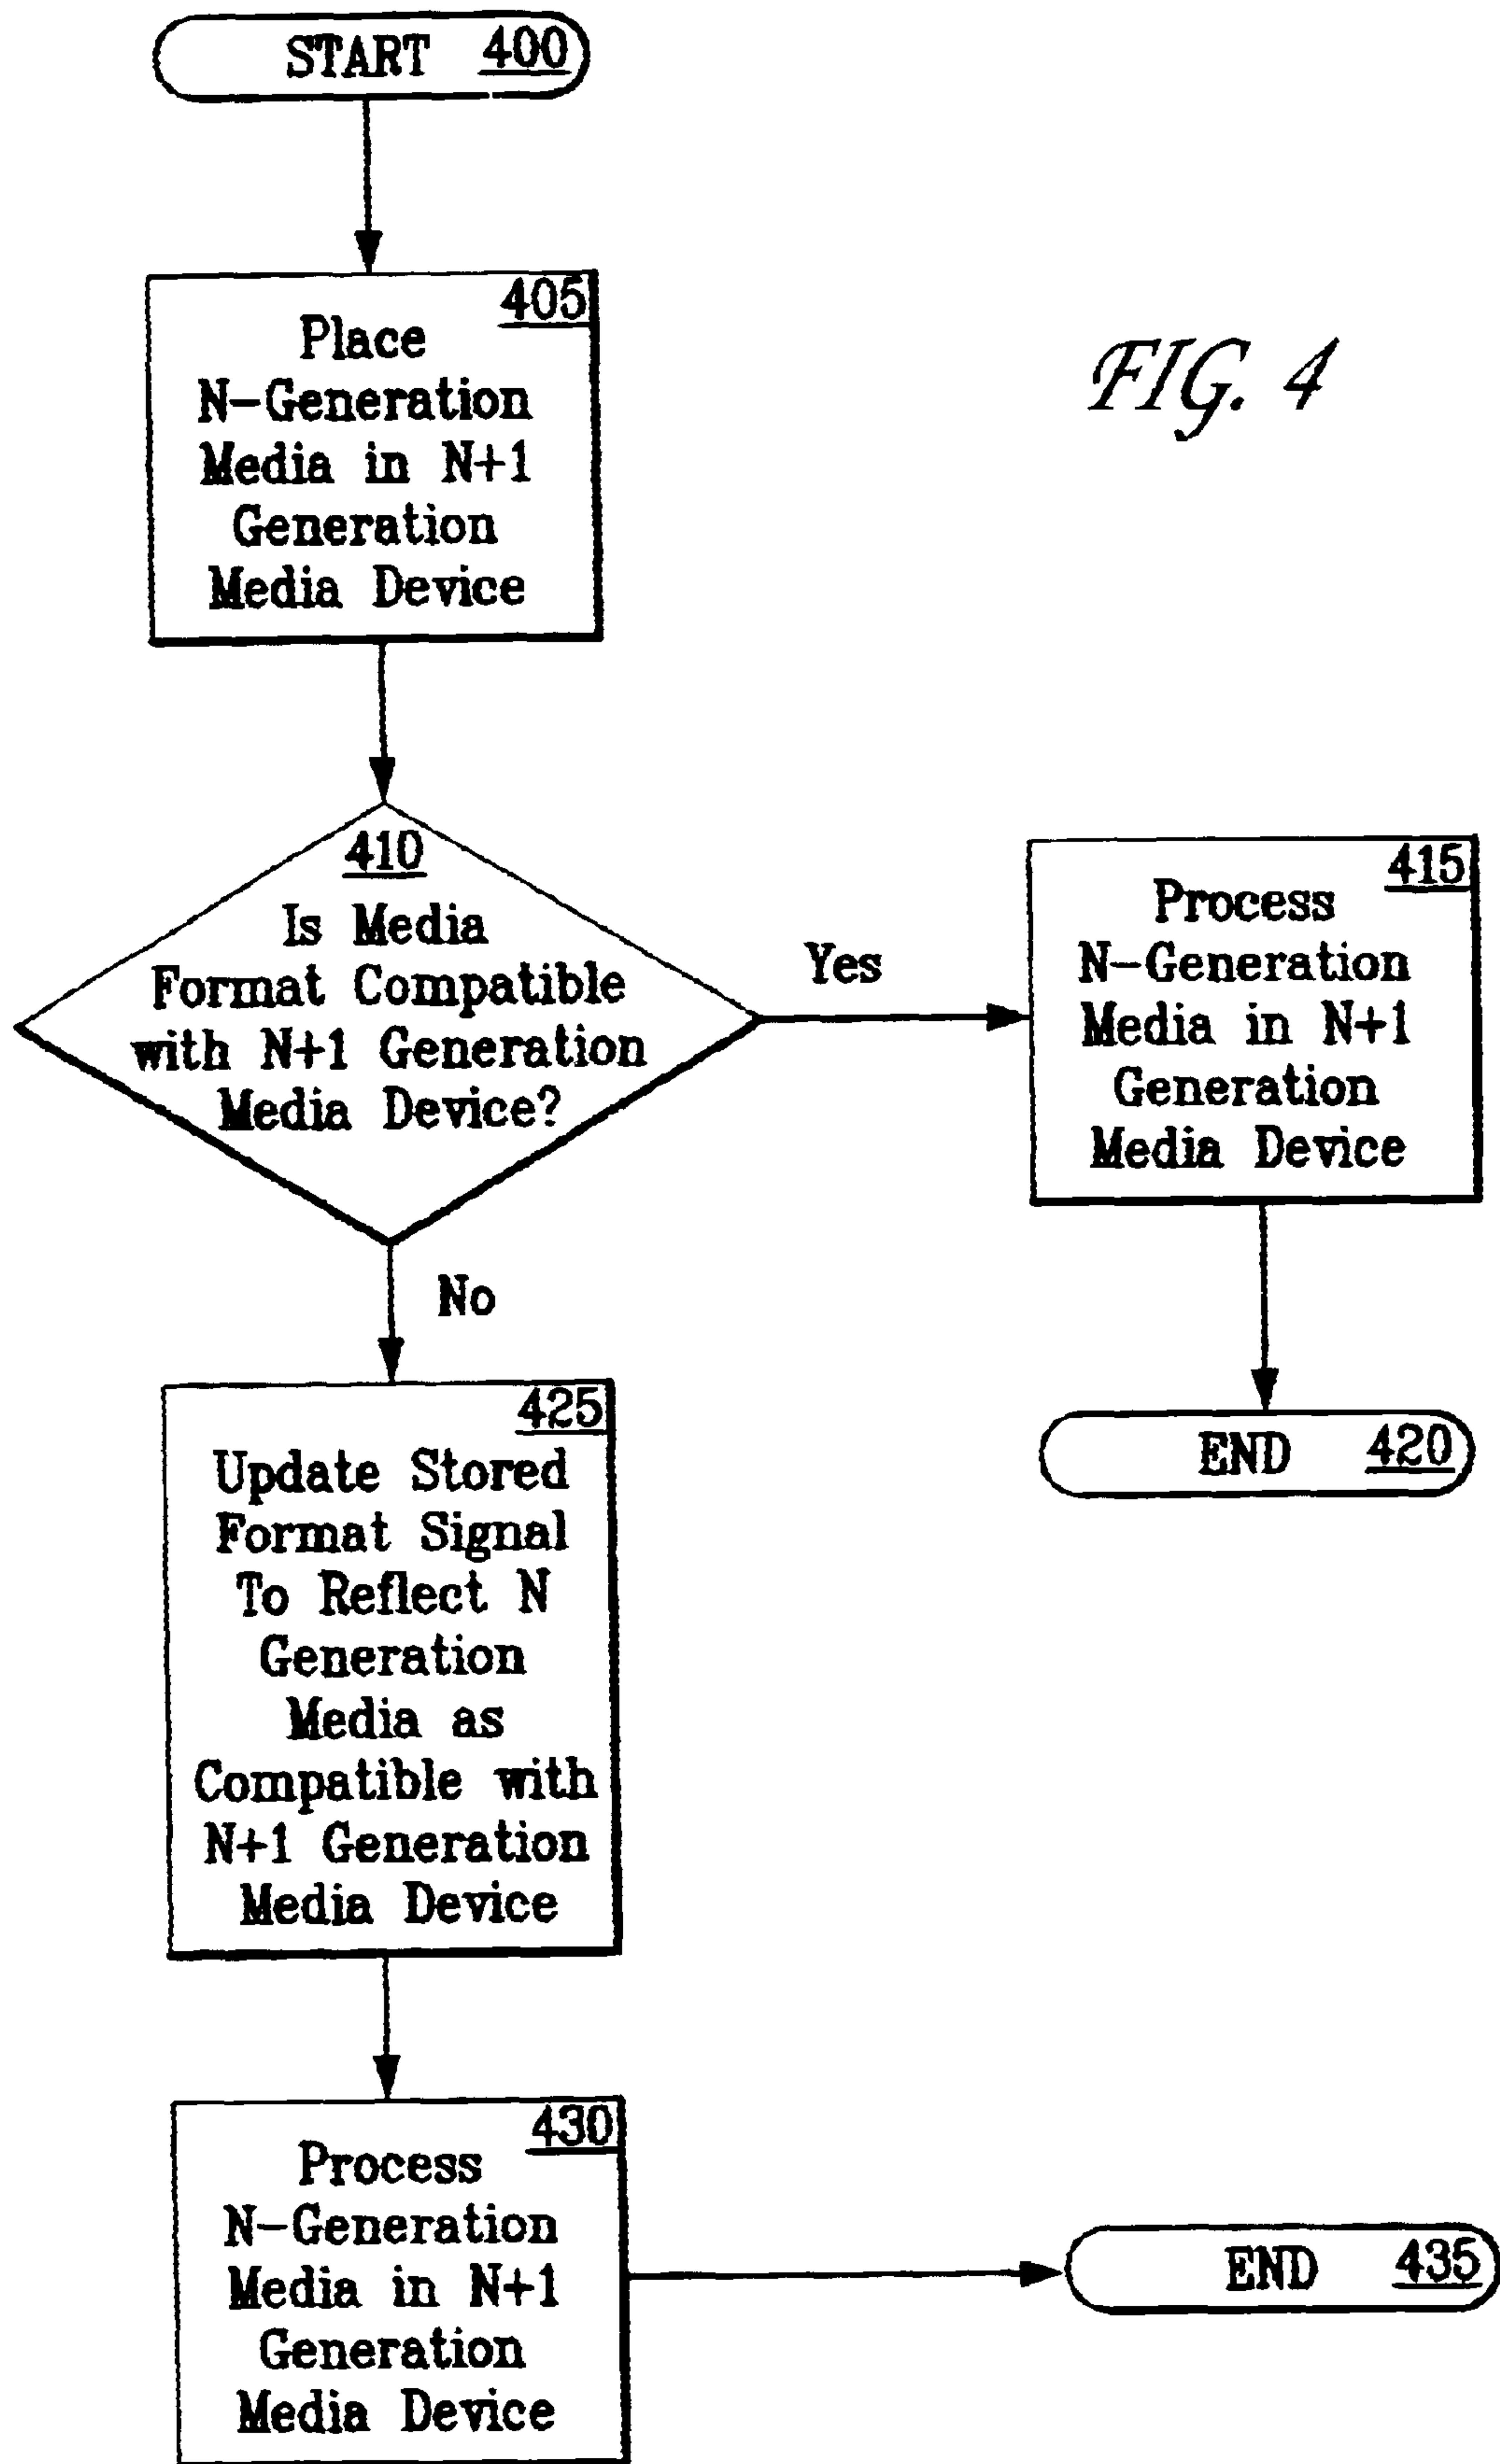 START 400
405
Place
N-Generation
Media in N+1
Generation
Media Device
FIG. 4
410
Is Media
Format Compatible
with N+1 Generation
Media Device?
Yes
415
Process
N-Generation
Media in N+1
Generation
Media Device
END 420
No
425
Update Stored
Format Signal
To Reflect N
Generation
Media as
Compatible with
N+1 Generation
Media Device
430
Process
N-Generation
Media in N+1
Generation
Media Device
END 435